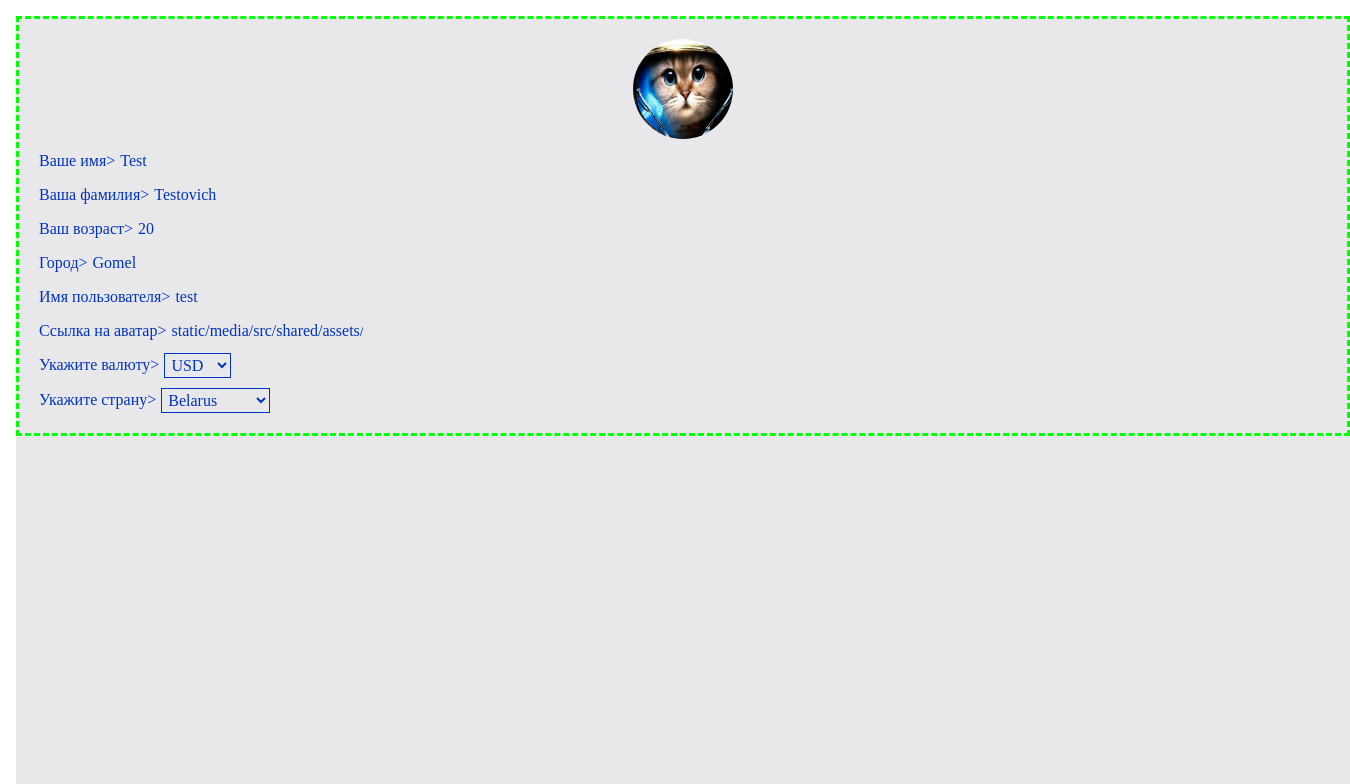 Ваше имя> Test
Ваша фамилия> Testovich
Ваш возраст> 20
Город> Gomel
Имя пользователя> test
Ссылка на аватар> static/media/src/shared/assets/
Укажите валюту> USD
Укажите страну> Belarus